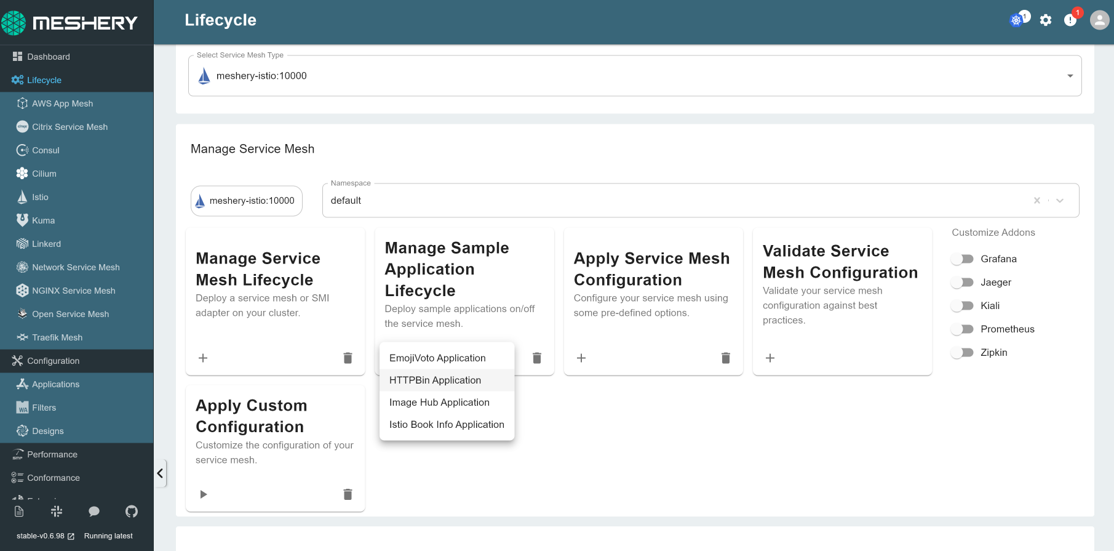 MESHERY
Lifecycle
1
1
Dashboard
Lifecycle
AWS App Mesh
Citrix Service Mesh
Consul
Cilium
Istio
Kuma
Linkerd
Network Service Mesh
NGINX Service Mesh
Open Service Mesh
Traefik Mesh
Configuration
Applications
Filters
Designs
Performance
Conformance
stable-v0.6.98
Running latest
Select Service Mesh Type
meshery-istio:10000
Manage Service Mesh
meshery-istio:10000
Namespace
default
Manage Service
Mesh Lifecycle
Deploy a service mesh or SMI
adapter on your cluster.
Manage Sample
Application
Lifecycle
Deploy sample applications on/off
the service mesh.
EmojiVoto Application
HTTPBin Application
Image Hub Application
Istio Book Info Application
Apply Service Mesh
Configuration
Configure your service mesh using
some pre-defined options.
Validate Service
Mesh Configuration
Validate your service mesh
configuration against best
practices.
Customize Addons
Grafana
Jaeger
Kiali
Prometheus
Zipkin
Apply Custom
Configuration
Customize the configuration of your
service mesh.